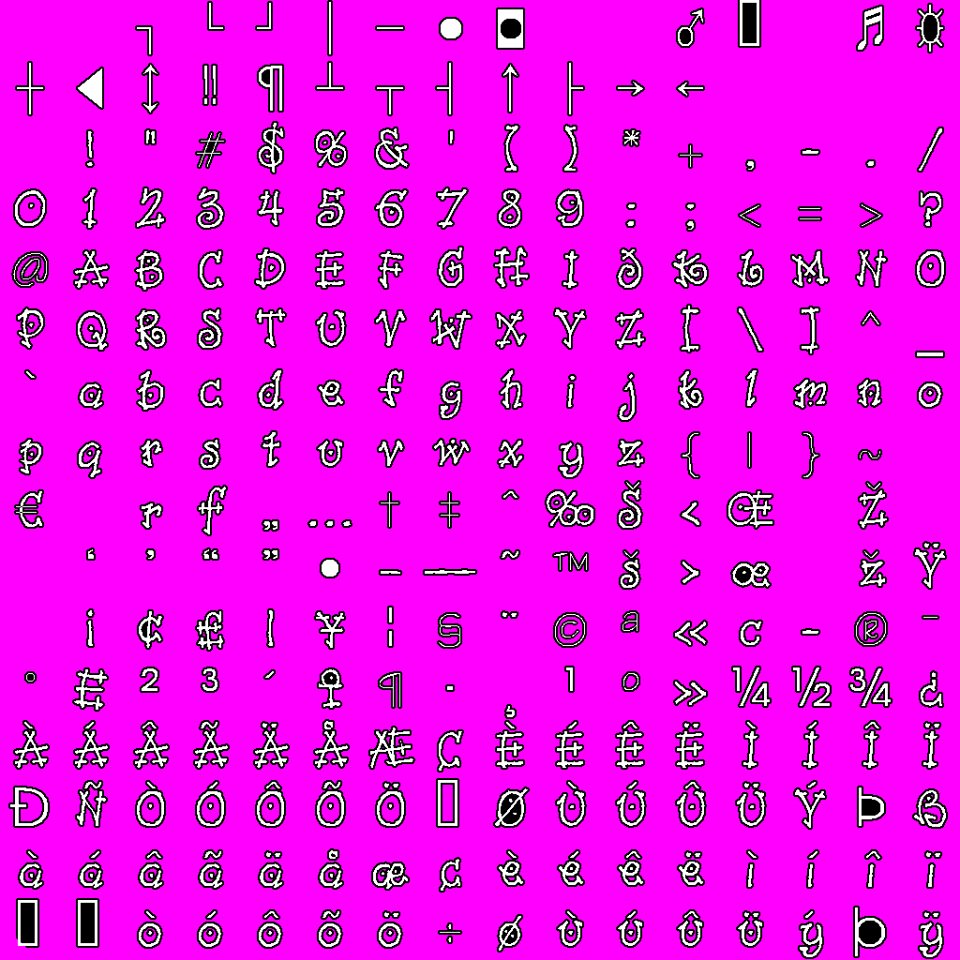 ┐ └ ┘ │ ─ ● ◘ ♂ ▯ ♬ ☼
┼ ◄ ↕ ‼ ¶ ┴ ┬ ┤ ↑ ├ → ←
! " # $ % & ' ( ) * + , - . /
0 1 2 3 4 5 6 7 8 9 : ; < = > ?
@ A B C D E F G H I J K L M N O
P Q R S T U V W X Y Z [ \ ] ^ _
` a b c d e f g h i j k l m n o
p q r s t u v w x y z { | } ~
€ r ƒ „ … † ‡ ˆ ‰ Š ‹ Œ Ž
‘ ’ “ ” • – — ˜ ™ š › œ ž Ÿ
¡ ¢ £ l ¥ ¦ § ¨ © ª « c - ® ¯
° # ² ³ ´ ¶ · ¸ ¹ º » ¼ ½ ¾ ¿
À Á Â Ã Ä Å Æ Ç È É Ê Ë Ì Í Î Ï
Ð Ñ Ò Ó Ô Õ Ö ▯ Ø Ù Ú Û Ü Ý Þ ß
à á â ã ä å æ ç è é ê ë ì í î ï
▯ ▯ ò ó ô õ ö ÷ ø ù ú û ü ý þ ÿ